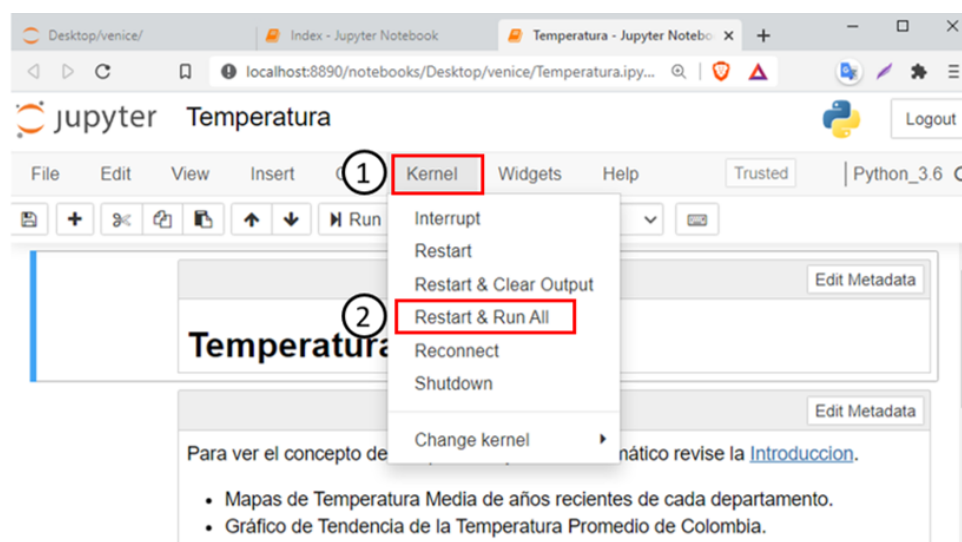 Desktop/venice/ Index - Jupyter Notebook Temperatura - Jupyter Notebo
localhost:8890/notebooks/Desktop/venice/Temperatura.ipy...
jupyter Temperatura Logout
File Edit View Insert C 1 Kernel Widgets Help Trusted Python_3.6
Run
Interrupt
Restart
Restart & Clear Output
2 Restart & Run All
Reconnect
Shutdown
Change kernel
Edit Metadata
Temperatura
Edit Metadata
Para ver el concepto de mático revise la Introduccion.
• Mapas de Temperatura Media de años recientes de cada departamento.
• Gráfico de Tendencia de la Temperatura Promedio de Colombia.